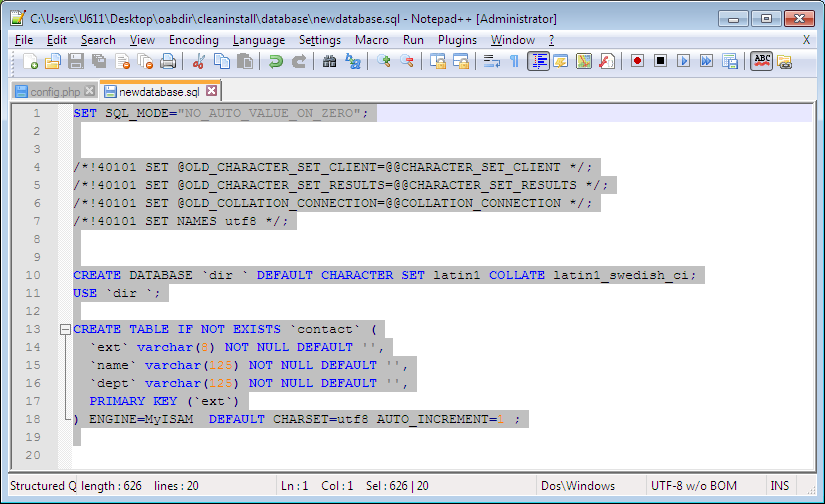 C:\Users\U611\Desktop\oabdir\cleaninstall\database\newdatabase.sql - Notepad++ [Administrator]
File Edit Search View Encoding Language Settings Macro Run Plugins Window ? X
ABC
config.php newdatabase.sql
1 SET SQL_MODE="NO_AUTO_VALUE_ON_ZERO";
2
3
4 /*!40101 SET @OLD_CHARACTER_SET_CLIENT=@@CHARACTER_SET_CLIENT */;
5 /*!40101 SET @OLD_CHARACTER_SET_RESULTS=@@CHARACTER_SET_RESULTS */;
6 /*!40101 SET @OLD_COLLATION_CONNECTION=@@COLLATION_CONNECTION */;
7 /*!40101 SET NAMES utf8 */;
8
9
10 CREATE DATABASE `dir ` DEFAULT CHARACTER SET latin1 COLLATE latin1_swedish_ci;
11 USE `dir `;
12
13 CREATE TABLE IF NOT EXISTS `contact` (
14 `ext` varchar(8) NOT NULL DEFAULT '',
15 `name` varchar(125) NOT NULL DEFAULT '',
16 `dept` varchar(125) NOT NULL DEFAULT '',
17 PRIMARY KEY (`ext`)
18 ) ENGINE=MyISAM  DEFAULT CHARSET=utf8 AUTO_INCREMENT=1 ;
19
20
Structured Q length : 626 lines : 20 Ln : 1 Col : 1 Sel : 626 | 20 Dos\Windows UTF-8 w/o BOM INS